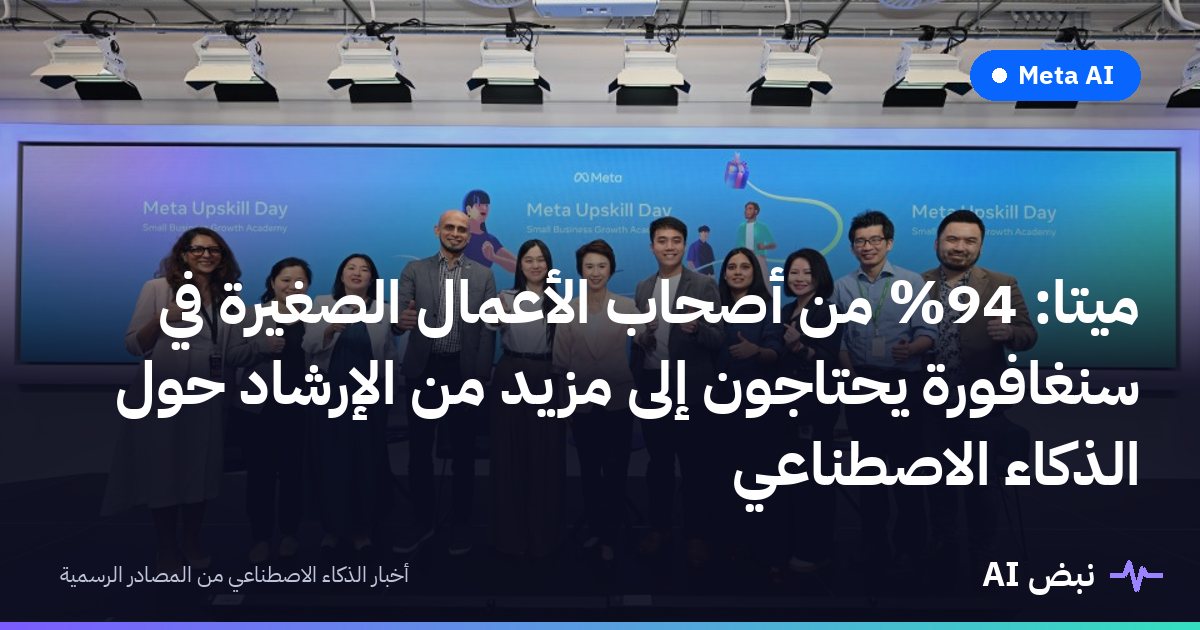 Meta AI
Meta
Meta Upskill Day
Small Business Growth Academy
Meta Upskill Day
Small Business Growth Academy
Meta Upskill Day
Small Business Growth Academy
ميتا: 94% من أصحاب الأعمال الصغيرة في
سنغافورة يحتاجون إلى مزيد من الإرشاد حول
الذكاء الاصطناعي
نبض AI
أخبار الذكاء الاصطناعي من المصادر الرسمية